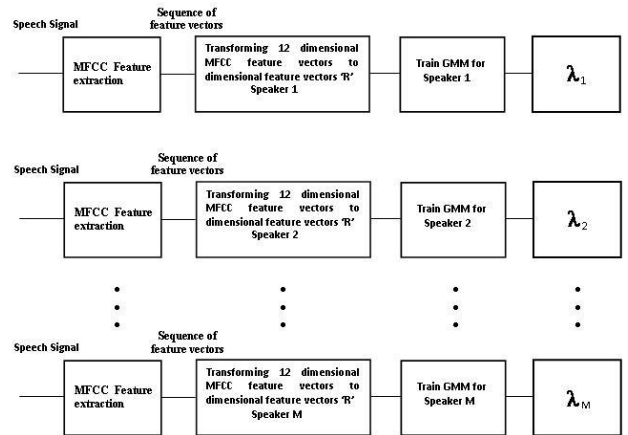 Speech Signal
Sequence of
feature vectors
MFCC Feature
extraction
Transforming 12 dimensional
MFCC feature vectors to
dimensional feature vectors 'R'
Speaker 1
Train GMM for
Speaker 1
λ1
Speech Signal
Sequence of
feature vectors
MFCC Feature
extraction
Transforming 12 dimensional
MFCC feature vectors to
dimensional feature vectors 'R'
Speaker 2
Train GMM for
Speaker 2
λ2
Speech Signal
Sequence of
feature vectors
MFCC Feature
extraction
Transforming 12 dimensional
MFCC feature vectors to
dimensional feature vectors 'R'
Speaker M
Train GMM for
Speaker M
λM